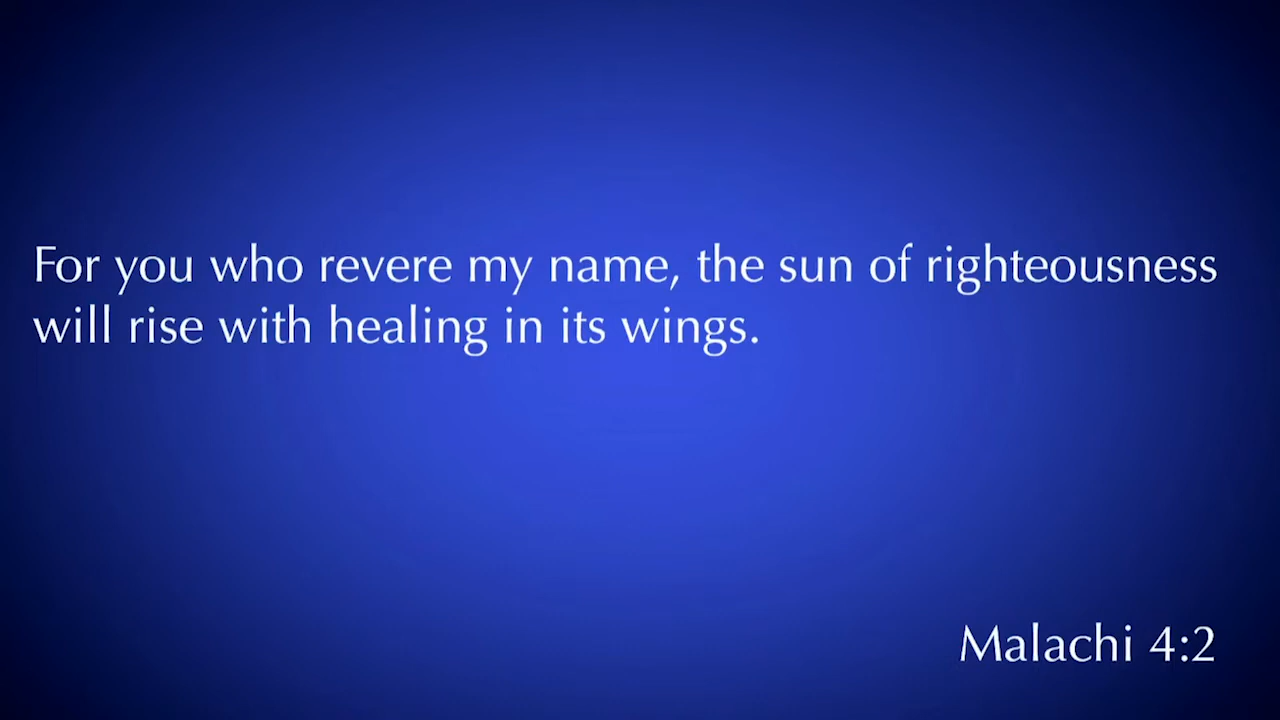 For you who revere my name, the sun of righteousness
will rise with healing in its wings.
Malachi 4:2